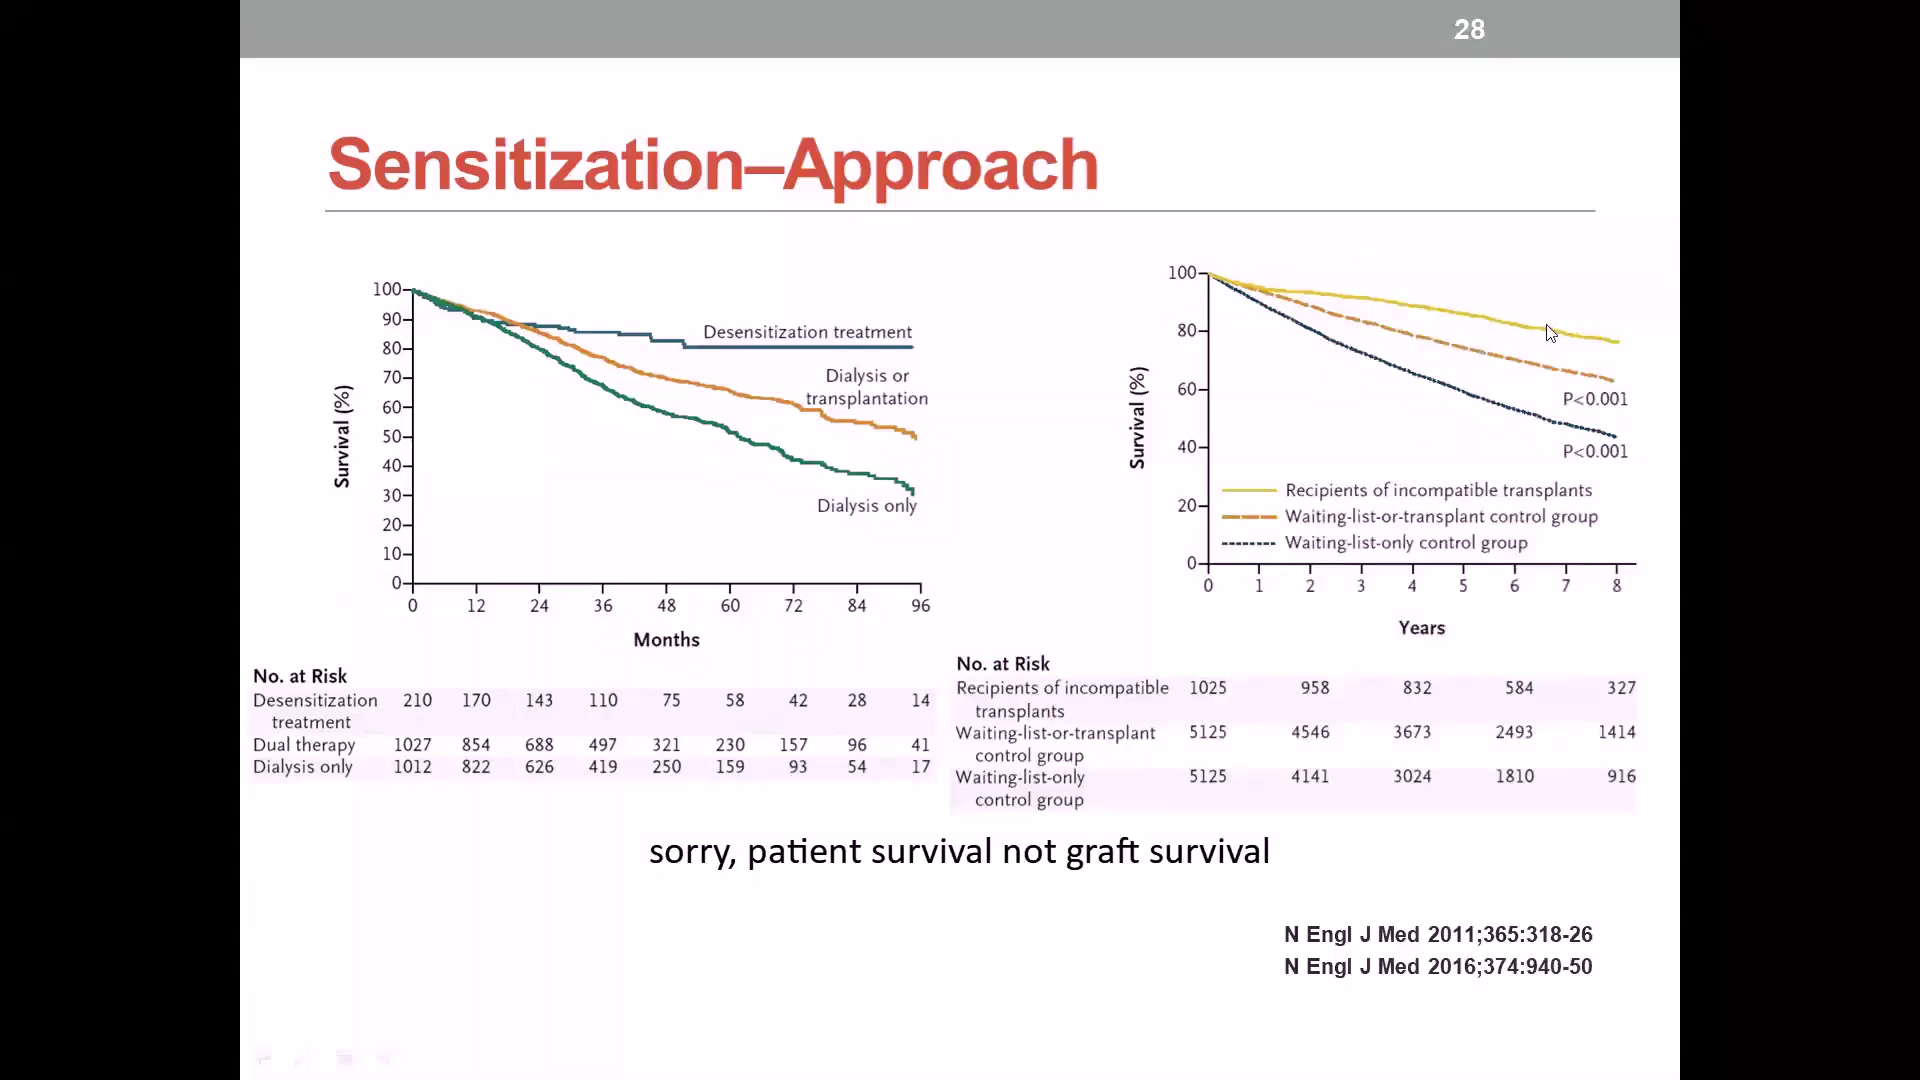 28
Sensitization–Approach
100
90
80
70
60
50
40
30
20
10
0
Survival (%)
Desensitization treatment
Dialysis or
transplantation
Dialysis only
0 12 24 36 48 60 72 84 96
Months
No. at Risk
Desensitization 210 170 143 110 75 58 42 28 14
treatment
Dual therapy 1027 854 688 497 321 230 157 96 41
Dialysis only 1012 822 626 419 250 159 93 54 17
100
80
60
40
20
0
Survival (%)
P<0.001
P<0.001
Recipients of incompatible transplants
Waiting-list-or-transplant control group
Waiting-list-only control group
0 1 2 3 4 5 6 7 8
Years
No. at Risk
Recipients of incompatible 1025 958 832 584 327
transplants
Waiting-list-or-transplant 5125 4546 3673 2493 1414
control group
Waiting-list-only 5125 4141 3024 1810 916
control group
sorry, patient survival not graft survival
N Engl J Med 2011;365:318-26
N Engl J Med 2016;374:940-50